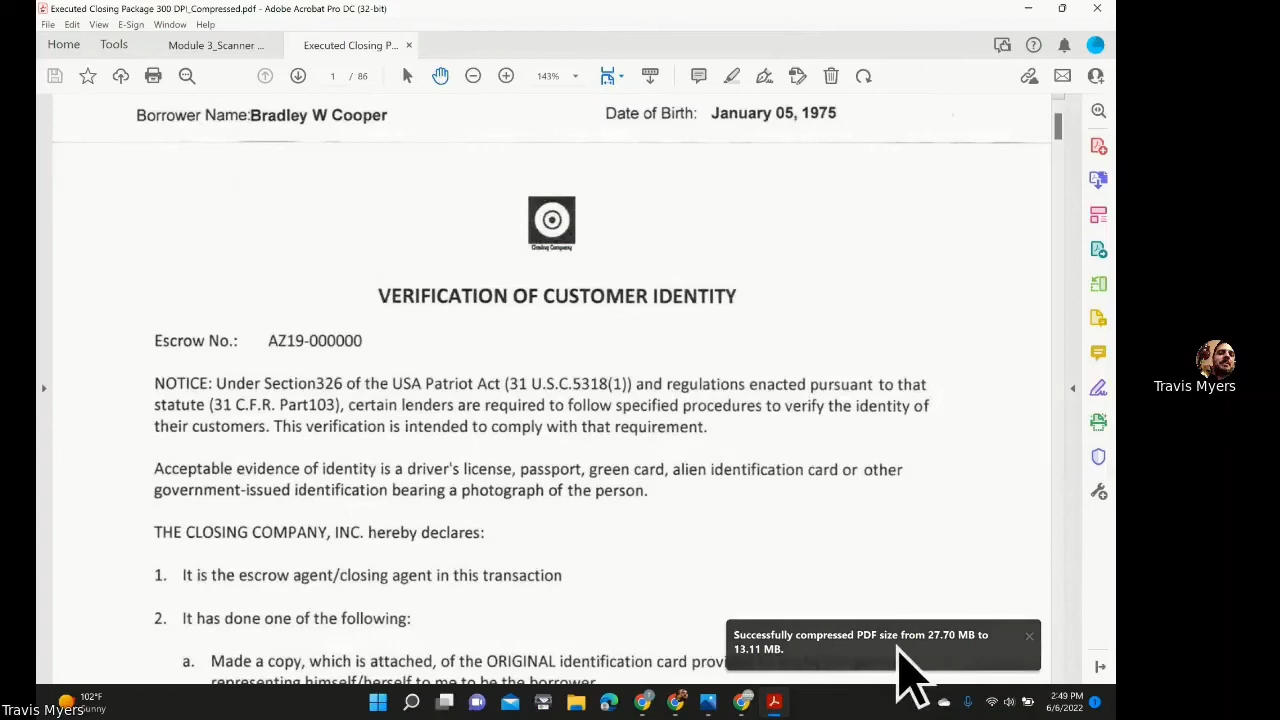 Executed Closing Package 300 DPI_Compressed.pdf - Adobe Acrobat Pro DC (32-bit)
File Edit View E-Sign Window Help
Home Tools Module 3_Scanner ... Executed Closing P... ×
1 / 86 143%
Borrower Name:Bradley W Cooper Date of Birth: January 05, 1975
Closing Company
VERIFICATION OF CUSTOMER IDENTITY
Escrow No.: AZ19-000000
NOTICE: Under Section326 of the USA Patriot Act (31 U.S.C.5318(1)) and regulations enacted pursuant to that
statute (31 C.F.R. Part103), certain lenders are required to follow specified procedures to verify the identity of
their customers. This verification is intended to comply with that requirement.
Acceptable evidence of identity is a driver's license, passport, green card, alien identification card or other
government-issued identification bearing a photograph of the person.
THE CLOSING COMPANY, INC. hereby declares:
1. It is the escrow agent/closing agent in this transaction
2. It has done one of the following:
a. Made a copy, which is attached, of the ORIGINAL identification card
representing himself/herself to me to be the borrower
Successfully compressed PDF size from 27.70 MB to
13.11 MB.
Travis Myers
102°F
Sunny
2:49 PM
6/6/2022
Travis Myers